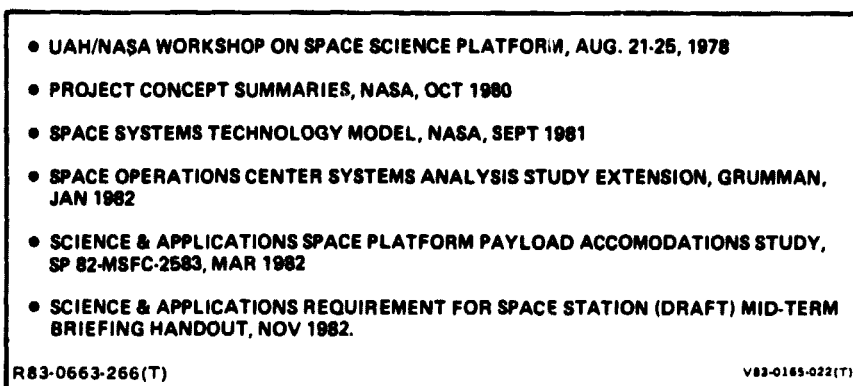 • UAH/NASA WORKSHOP ON SPACE SCIENCE PLATFORM, AUG. 21-25, 1978
• PROJECT CONCEPT SUMMARIES, NASA, OCT 1980
• SPACE SYSTEMS TECHNOLOGY MODEL, NASA, SEPT 1981
• SPACE OPERATIONS CENTER SYSTEMS ANALYSIS STUDY EXTENSION, GRUMMAN,
JAN 1982
• SCIENCE & APPLICATIONS SPACE PLATFORM PAYLOAD ACCOMODATIONS STUDY,
SP 82-MSFC-2583, MAR 1982
• SCIENCE & APPLICATIONS REQUIREMENT FOR SPACE STATION (DRAFT) MID-TERM
BRIEFING HANDOUT, NOV 1982.
R83-0663-266(T)
V83-0165-022(T)